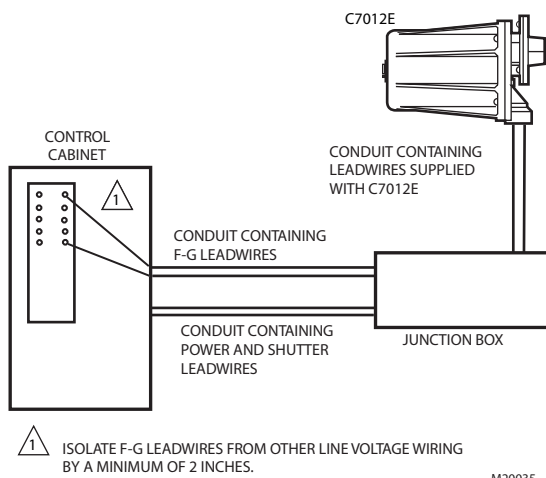 C7012E
CONTROL
CABINET
1
CONDUIT CONTAINING
LEADWIRES SUPPLIED
WITH C7012E
CONDUIT CONTAINING
F-G LEADWIRES
CONDUIT CONTAINING
POWER AND SHUTTER
LEADWIRES
JUNCTION BOX
1 ISOLATE F-G LEADWIRES FROM OTHER LINE VOLTAGE WIRING
BY A MINIMUM OF 2 INCHES.